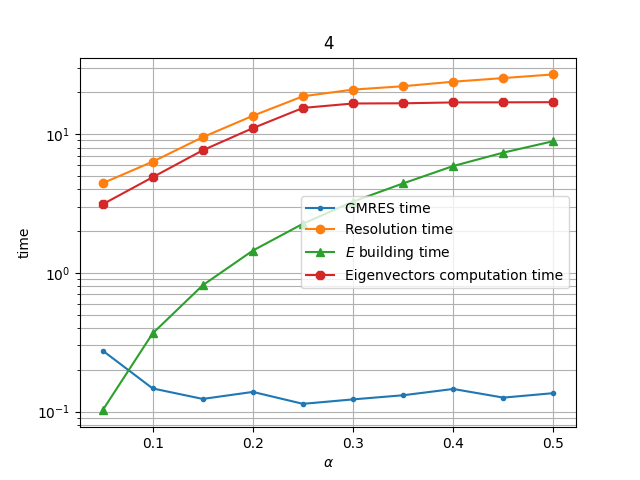 4
time
10¹
10⁰
10⁻¹
GMRES time
Resolution time
E building time
Eigenvectors computation time
0.1 0.2 0.3 0.4 0.5
α